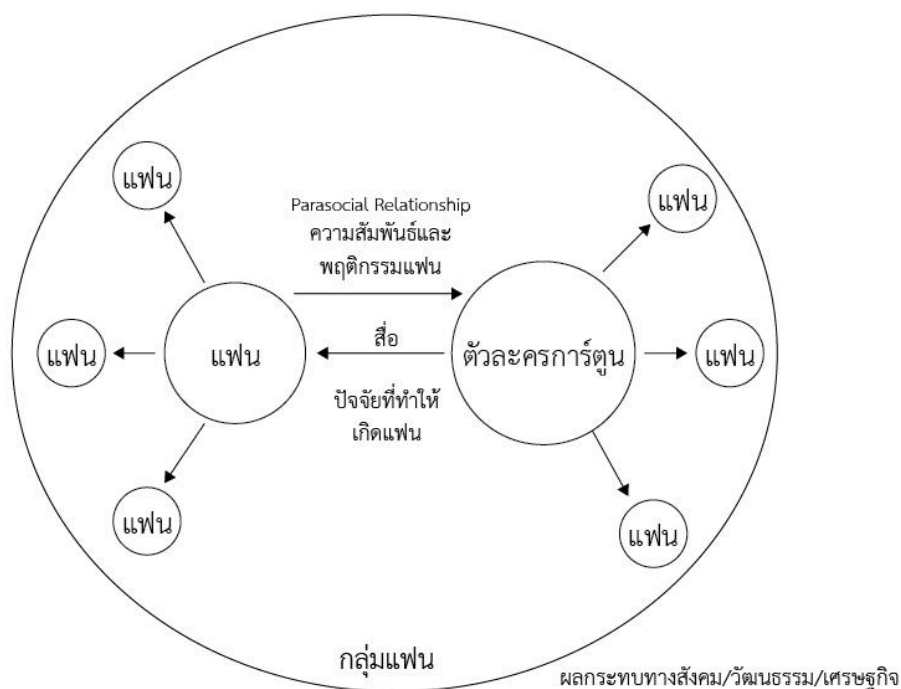 แฟน
แฟน
Parasocial Relationship
ความสัมพันธ์และ
พฤติกรรมแฟน
แฟน
แฟน
สื่อ
ตัวละครการ์ตูน
แฟน
ปัจจัยที่ทำให้
เกิดแฟน
แฟน
แฟน
กลุ่มแฟน
ผลกระทบทางสังคม/วัฒนธรรม/เศรษฐกิจ